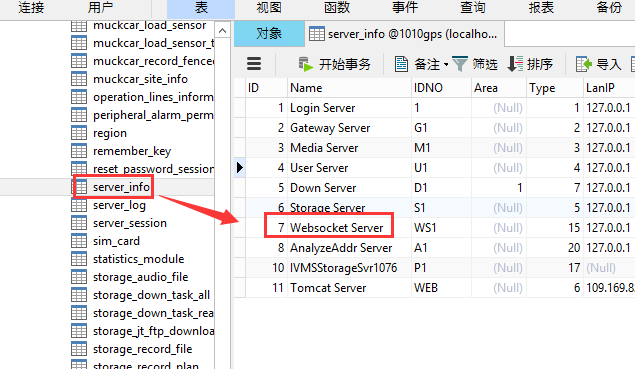 连接 用户 表 视图 函数 事件 查询 报表 备份
muckcar_load_sensor
muckcar_load_sensor_t
muckcar_record_fenced
muckcar_site_info
operation_lines_inform
peripheral_alarm_perm
region
remember_key
reset_password_session
server_info
server_log
server_session
sim_card
statistics_module
storage_audio_file
storage_down_task_all
storage_down_task_rea
storage_jt_ftp_downloa
storage_record_file
storage_record_plan
对象 server_info @1010gps (localho...
开始事务 备注 筛选 排序 导入
ID Name IDNO Area Type LanIP
1 Login Server 1 (Null) 1 127.0.0.1
2 Gateway Server G1 (Null) 2 127.0.0.1
3 Media Server M1 (Null) 3 127.0.0.1
4 User Server U1 (Null) 4 127.0.0.1
5 Down Server D1 1 7 127.0.0.1
6 Storage Server S1 (Null) 5 127.0.0.1
7 Websocket Server WS1 (Null) 15 127.0.0.1
8 AnalyzeAddr Server A1 (Null) 20 127.0.0.1
10 IVMSStorageSvr1076 P1 (Null) 17 (Null)
11 Tomcat Server WEB (Null) 6 109.169.8